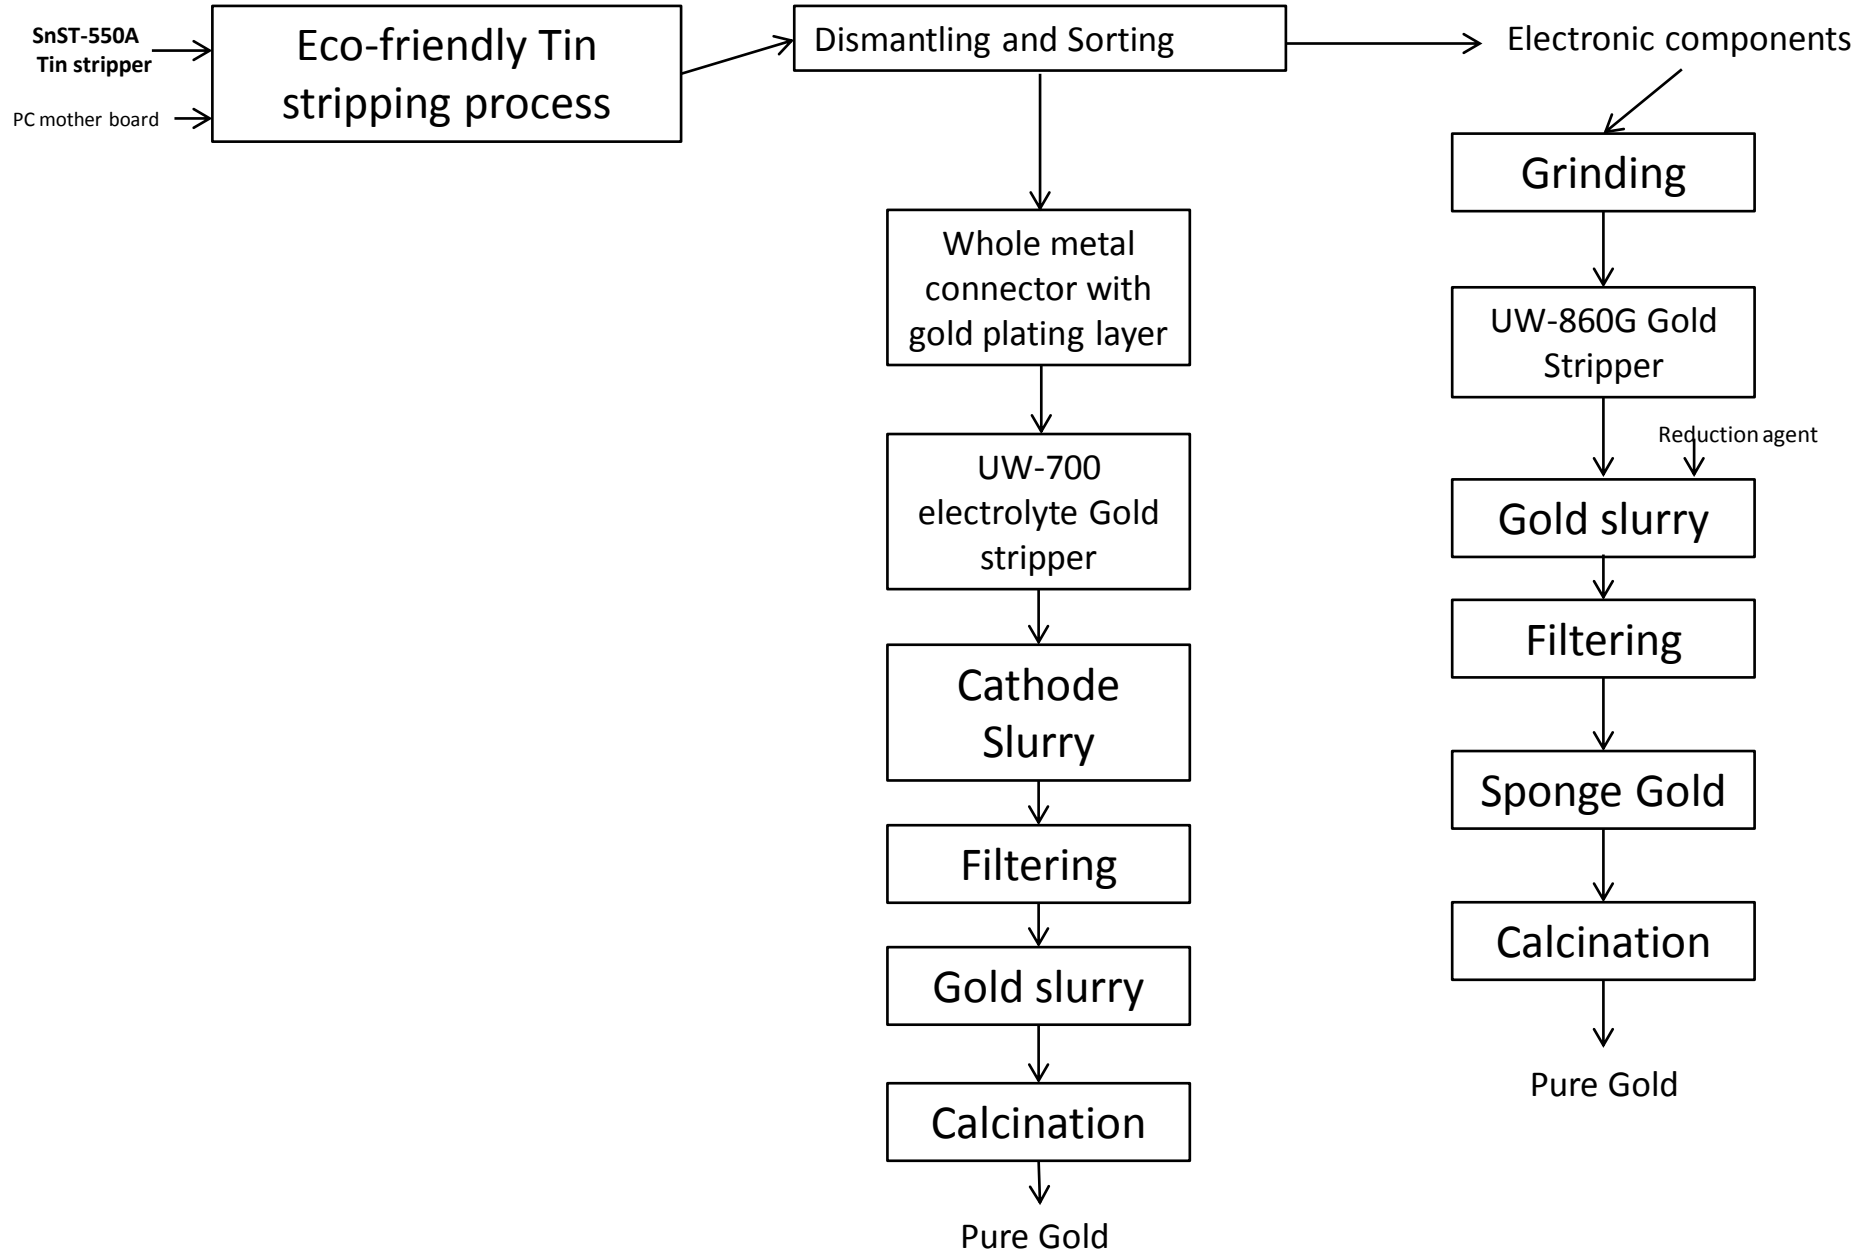 SnST-550A
Tin stripper
PC mother board
Eco-friendly Tin
stripping process
Dismantling and Sorting
Electronic components
Whole metal
connector with
gold plating layer
UW-700
electrolyte Gold
stripper
Cathode
Slurry
Filtering
Gold slurry
Calcination
Pure Gold
Grinding
UW-860G Gold
Stripper
Reduction agent
Gold slurry
Filtering
Sponge Gold
Calcination
Pure Gold